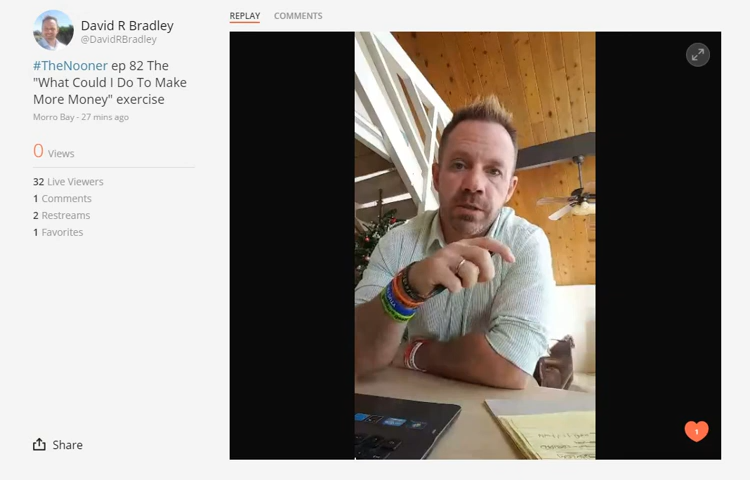 David R Bradley
@DavidRBradley
#TheNooner ep 82 The
"What Could I Do To Make
More Money" exercise
Morro Bay - 27 mins ago
0 Views
32 Live Viewers
1 Comments
2 Restreams
1 Favorites
Share
REPLAY COMMENTS
1